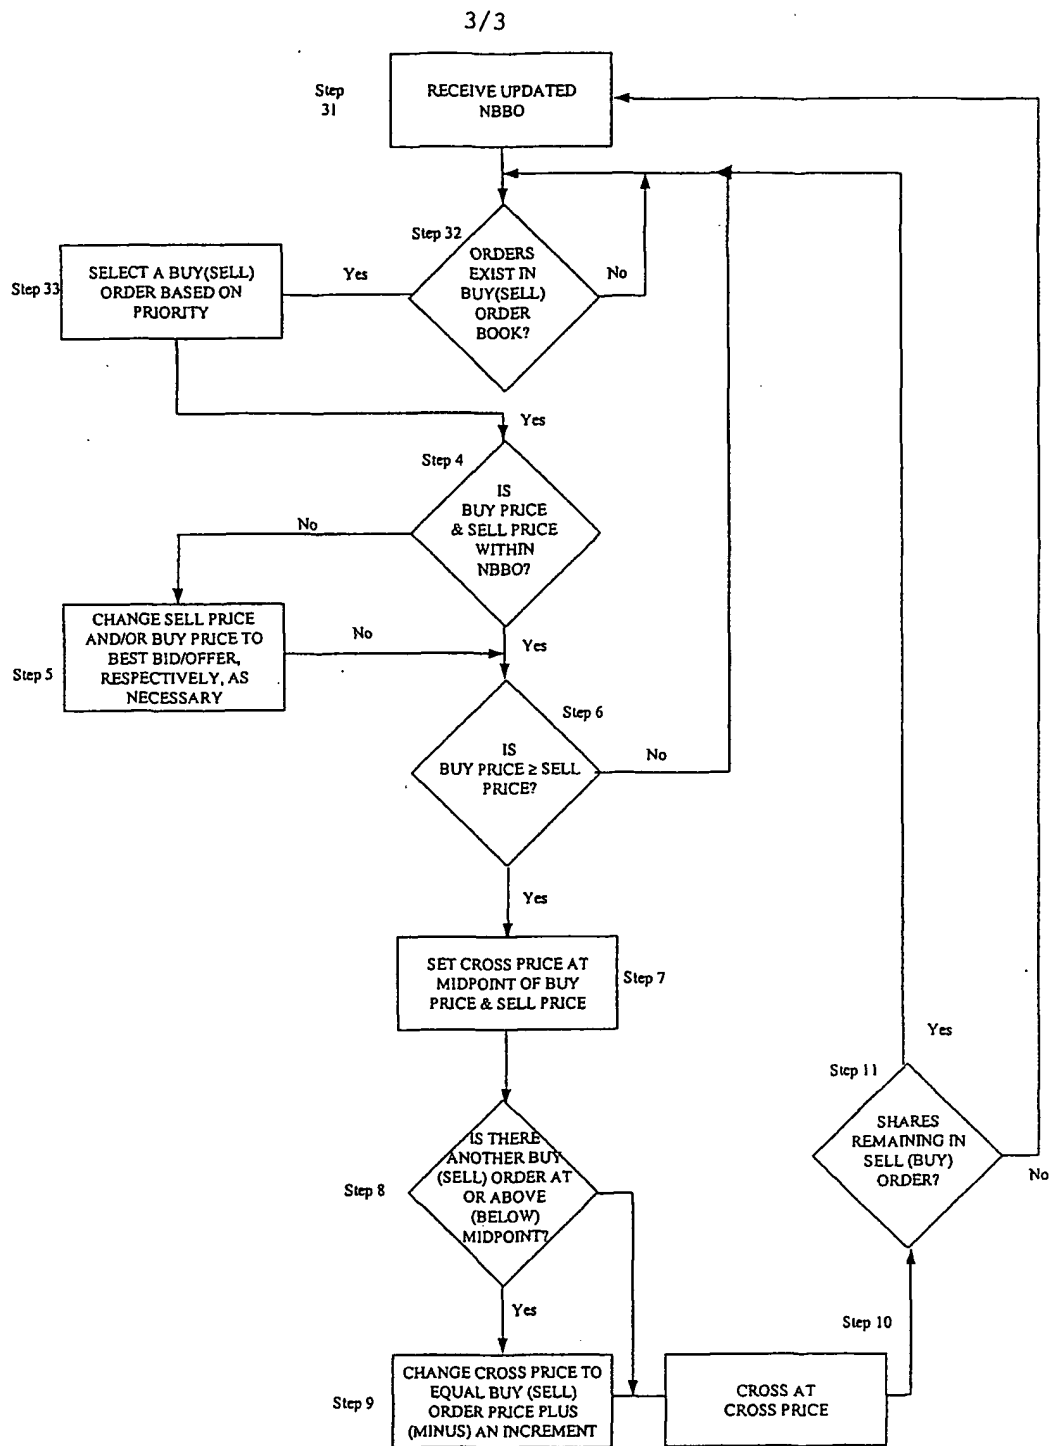 3/3
Step
31
RECEIVE UPDATED
NBBO
Step 32
ORDERS
EXIST IN
BUY(SELL)
ORDER
BOOK?
Yes
No
Step 33
SELECT A BUY(SELL)
ORDER BASED ON
PRIORITY
Yes
Step 4
IS
BUY PRICE
& SELL PRICE
WITHIN
NBBO?
No
Step 5
CHANGE SELL PRICE
AND/OR BUY PRICE TO
BEST BID/OFFER,
RESPECTIVELY, AS
NECESSARY
No
Yes
Step 6
IS
BUY PRICE ≥ SELL
PRICE?
No
Yes
SET CROSS PRICE AT
MIDPOINT OF BUY
PRICE & SELL PRICE
Step 7
Step 8
IS THERE
ANOTHER BUY
(SELL) ORDER AT
OR ABOVE
(BELOW)
MIDPOINT?
Yes
Step 9
CHANGE CROSS PRICE TO
EQUAL BUY (SELL)
ORDER PRICE PLUS
(MINUS) AN INCREMENT
CROSS AT
CROSS PRICE
Step 10
Step 11
SHARES
REMAINING IN
SELL (BUY)
ORDER?
Yes
No